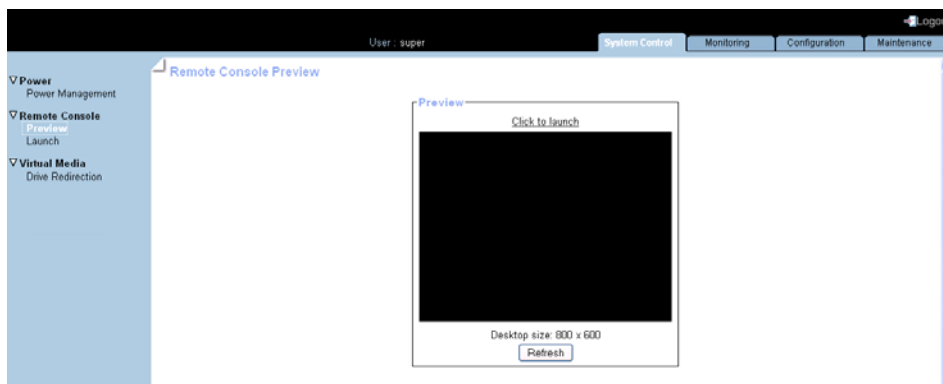 User : super
System Control
Monitoring
Configuration
Maintenance
Power
Power Management
Remote Console
Preview
Launch
Virtual Media
Drive Redirection
Remote Console Preview
Preview
Click to launch
Desktop size: 800 x 600
Refresh